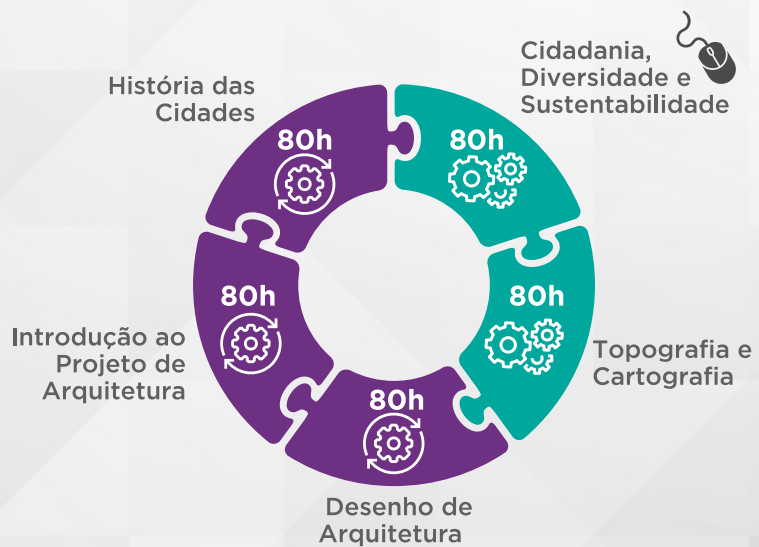 Cidadania,
Diversidade e
Sustentabilidade
80h
História das
Cidades
80h
80h
Topografia e
Cartografia
80h
Introdução ao
Projeto de
Arquitetura
80h
Desenho de
Arquitetura